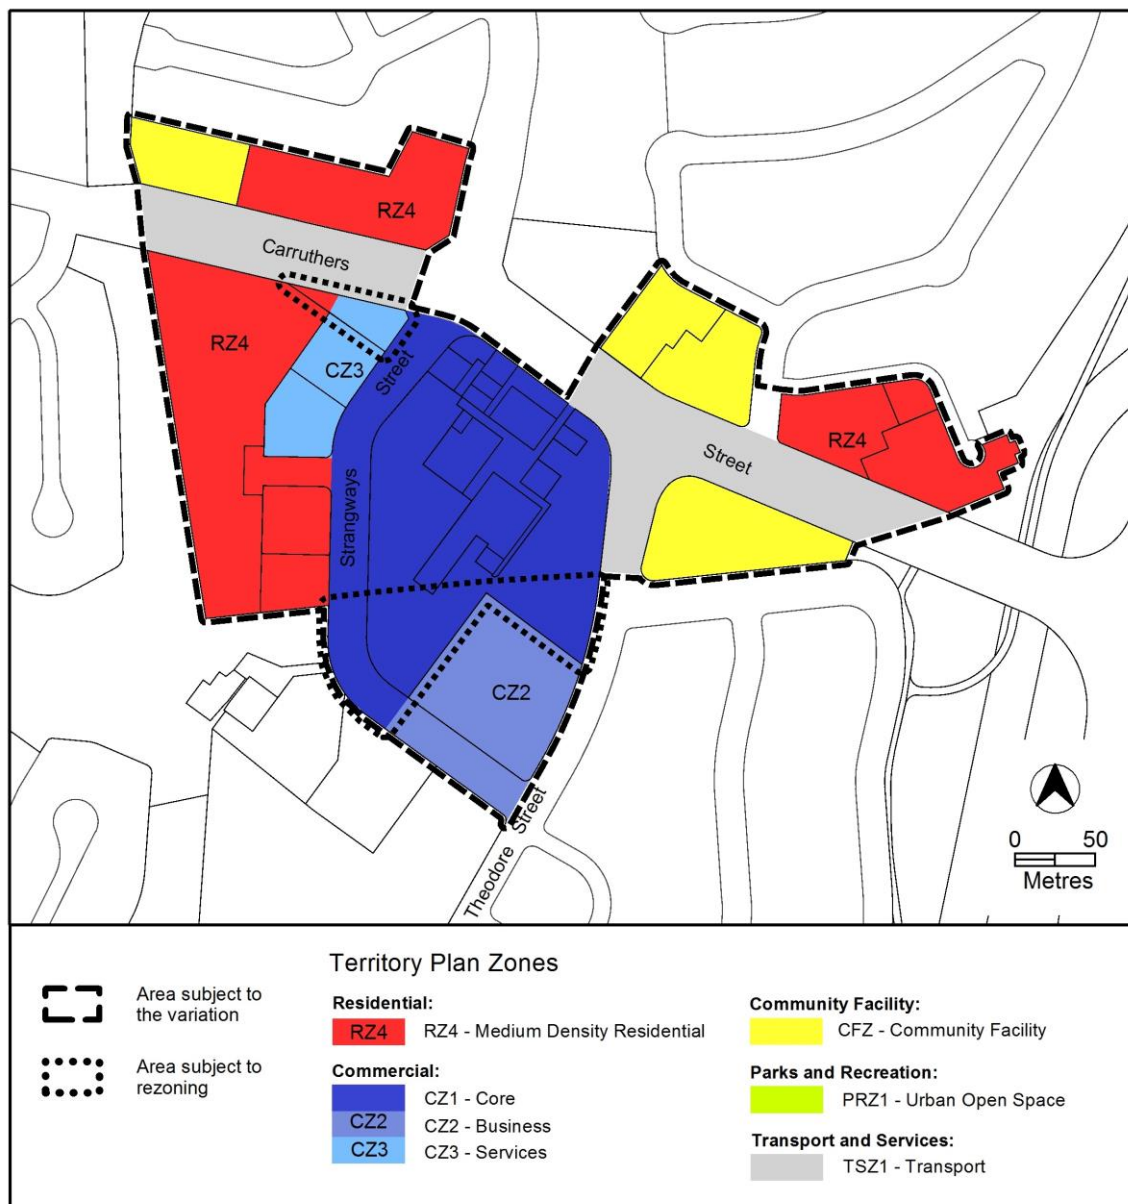 RZ4
Carruthers
RZ4
CZ3
Street
Street
RZ4
Strangways
CZ2
Theodore Street
0 50
Metres
Territory Plan Zones
Area subject to
the variation
Area subject to
rezoning
Residential:
RZ4 RZ4 - Medium Density Residential
Commercial:
CZ1 - Core
CZ2 CZ2 - Business
CZ3 CZ3 - Services
Community Facility:
CFZ - Community Facility
Parks and Recreation:
PRZ1 - Urban Open Space
Transport and Services:
TSZ1 - Transport